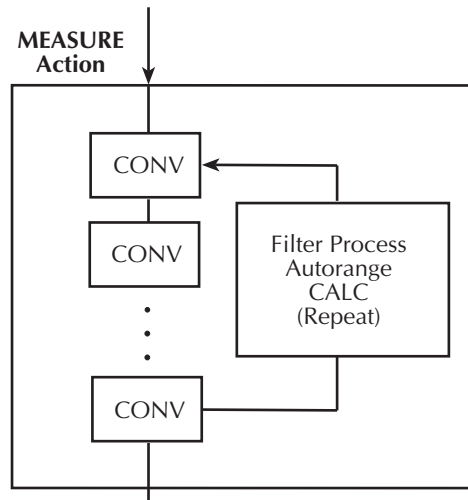 MEASURE
Action
CONV
CONV
CONV
Filter Process
Autorange
CALC
(Repeat)